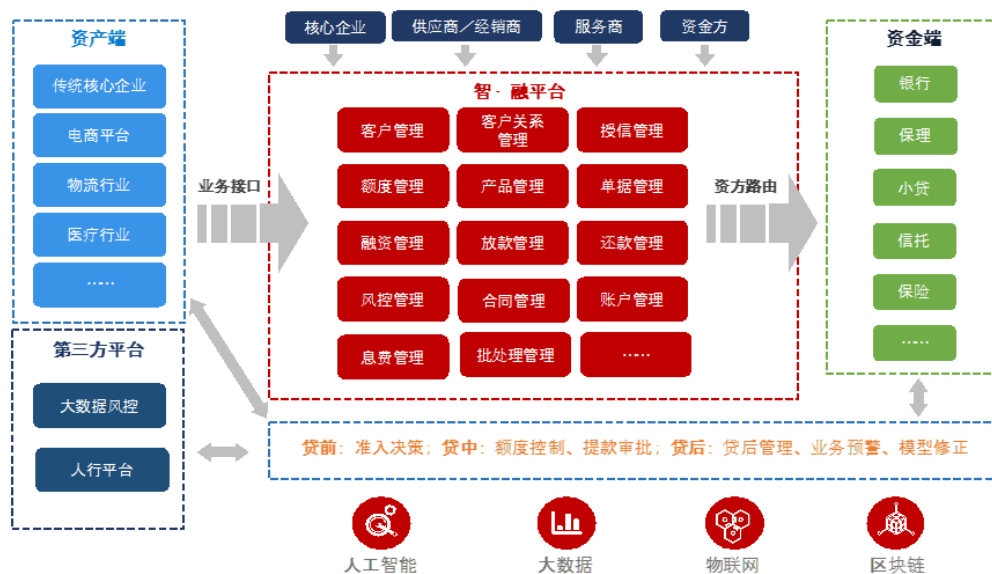 核心企业
供应商／经销商
服务商
资金方
资产端
传统核心企业
电商平台
物流行业
医疗行业
……
业务接口
智·融平台
客户管理
客户关系
管理
授信管理
额度管理
产品管理
单据管理
融资管理
放款管理
还款管理
风控管理
合同管理
账户管理
息费管理
批处理管理
……
资方路由
资金端
银行
保理
小贷
信托
保险
……
第三方平台
大数据风控
人行平台
贷前：准入决策；贷中：额度控制、提款审批；贷后：贷后管理、业务预警、模型修正
人工智能
大数据
物联网
区块链